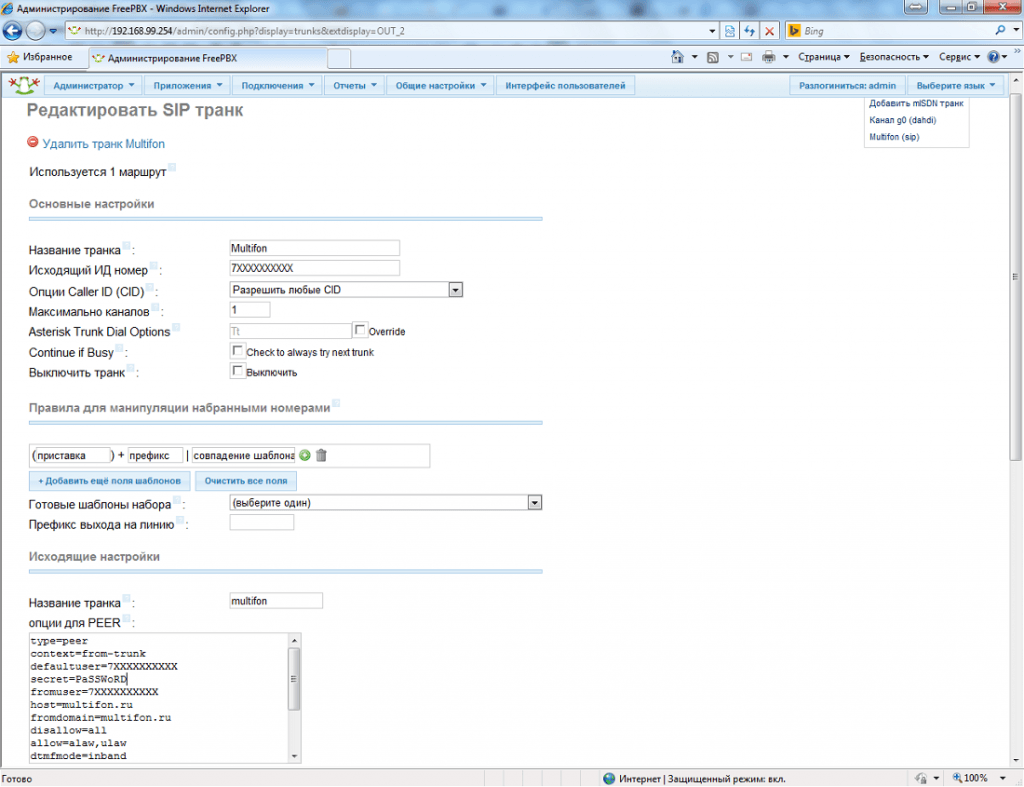 Администрирование FreePBX - Windows Internet Explorer
http://192.168.99.254/admin/config.php?display=trunks&extdisplay=OUT_2
Bing
Избранное
Администрирование FreePBX
Страница
Безопасность
Сервис
Администратор
Приложения
Подключения
Отчеты
Общие настройки
Интерфейс пользователей
Разлогиниться: admin
Выберите язык
Редактировать SIP транк
Добавить mISDN транк
Канал g0 (dahdi)
Multifon (sip)
Удалить транк Multifon
Используется 1 маршрут
Основные настройки
Название транка : Multifon
Исходящий ИД номер : 7XXXXXXXXXX
Опции Caller ID (CID) : Разрешить любые CID
Максимально каналов : 1
Asterisk Trunk Dial Options Tt Override
Continue if Busy : Check to always try next trunk
Выключить транк : Выключить
Правила для манипуляции набранными номерами
(приставка ) + префикс | совпадение шаблона
+ Добавить ещё поля шаблонов Очистить все поля
Готовые шаблоны набора : (выберите один)
Префикс выхода на линию :
Исходящие настройки
Название транка : multifon
опции для PEER :
type=peer
context=from-trunk
defaultuser=7XXXXXXXXXX
secret=PaSSWoRD
fromuser=7XXXXXXXXXX
host=multifon.ru
fromdomain=multifon.ru
disallow=all
allow=alaw,ulaw
dtmfmode=inband
Готово
Интернет | Защищенный режим: вкл.
100%